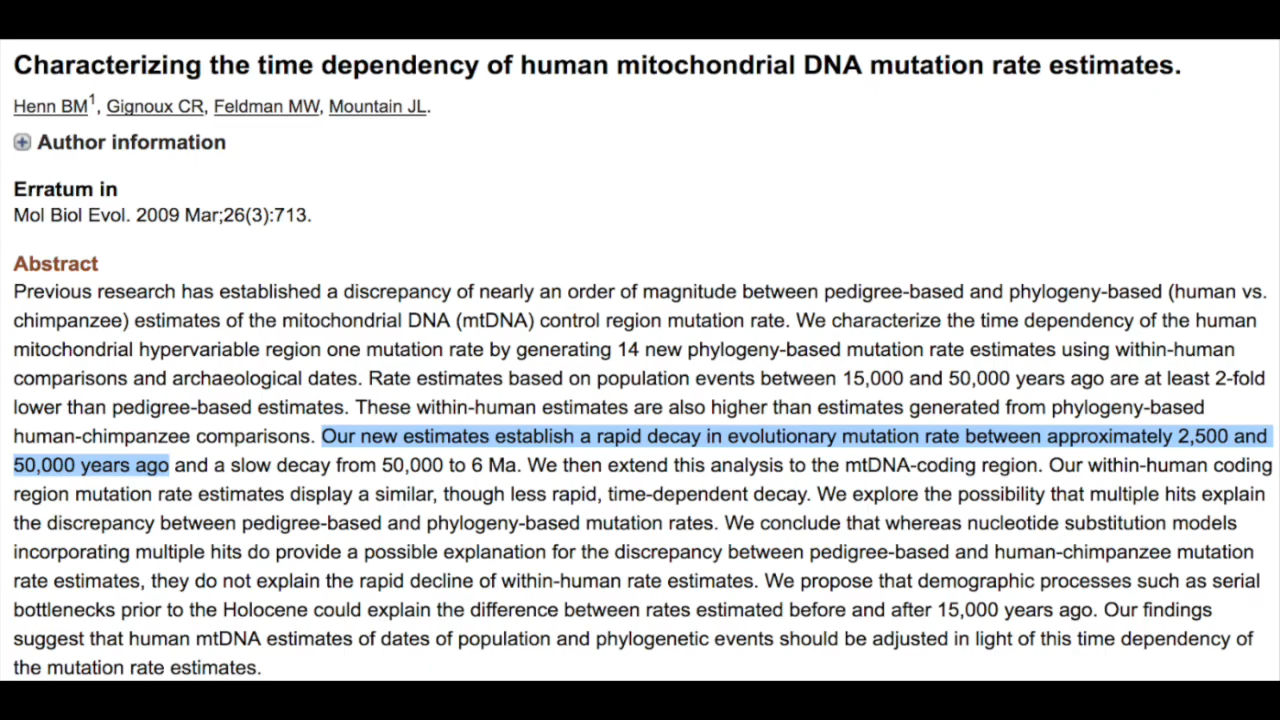 Characterizing the time dependency of human mitochondrial DNA mutation rate estimates.
Henn BM1, Gignoux CR, Feldman MW, Mountain JL.
Author information
Erratum in
Mol Biol Evol. 2009 Mar;26(3):713.
Abstract
Previous research has established a discrepancy of nearly an order of magnitude between pedigree-based and phylogeny-based (human vs.
chimpanzee) estimates of the mitochondrial DNA (mtDNA) control region mutation rate. We characterize the time dependency of the human
mitochondrial hypervariable region one mutation rate by generating 14 new phylogeny-based mutation rate estimates using within-human
comparisons and archaeological dates. Rate estimates based on population events between 15,000 and 50,000 years ago are at least 2-fold
lower than pedigree-based estimates. These within-human estimates are also higher than estimates generated from phylogeny-based
human-chimpanzee comparisons. Our new estimates establish a rapid decay in evolutionary mutation rate between approximately 2,500 and
50,000 years ago and a slow decay from 50,000 to 6 Ma. We then extend this analysis to the mtDNA-coding region. Our within-human coding
region mutation rate estimates display a similar, though less rapid, time-dependent decay. We explore the possibility that multiple hits explain
the discrepancy between pedigree-based and phylogeny-based mutation rates. We conclude that whereas nucleotide substitution models
incorporating multiple hits do provide a possible explanation for the discrepancy between pedigree-based and human-chimpanzee mutation
rate estimates, they do not explain the rapid decline of within-human rate estimates. We propose that demographic processes such as serial
bottlenecks prior to the Holocene could explain the difference between rates estimated before and after 15,000 years ago. Our findings
suggest that human mtDNA estimates of dates of population and phylogenetic events should be adjusted in light of this time dependency of
the mutation rate estimates.